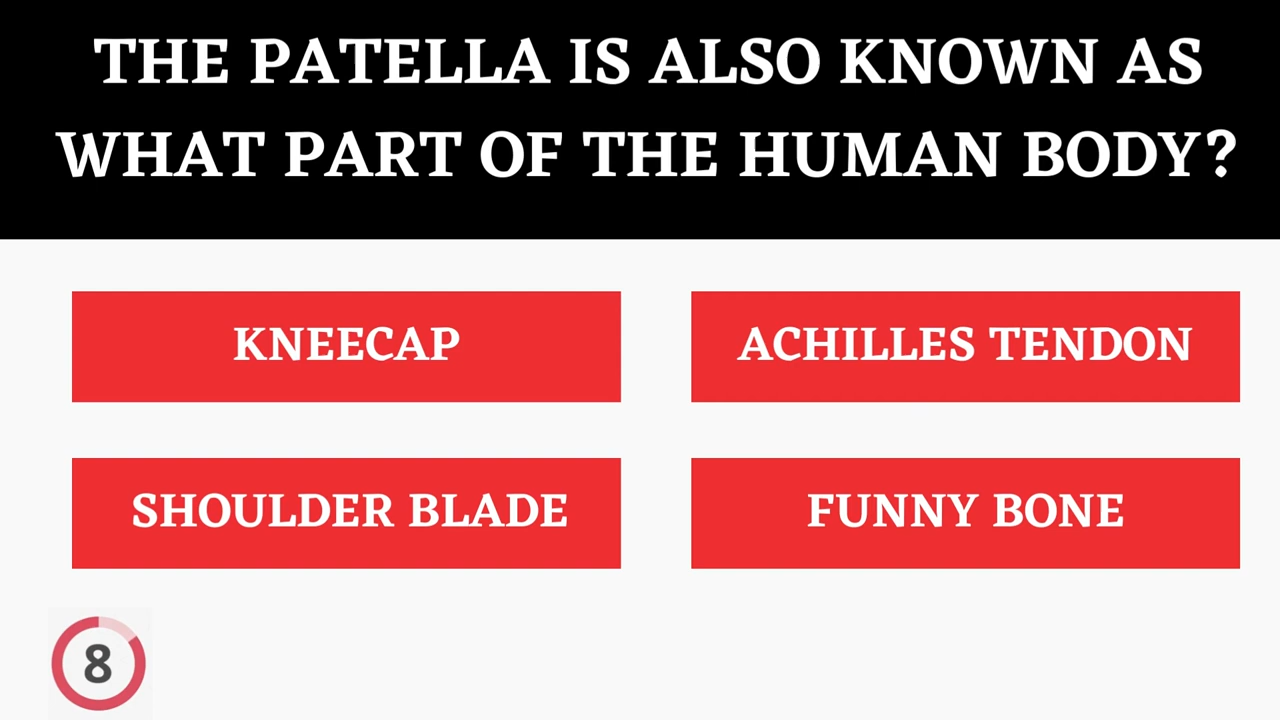 THE PATELLA IS ALSO KNOWN AS
WHAT PART OF THE HUMAN BODY?
KNEECAP
ACHILLES TENDON
SHOULDER BLADE
FUNNY BONE
8